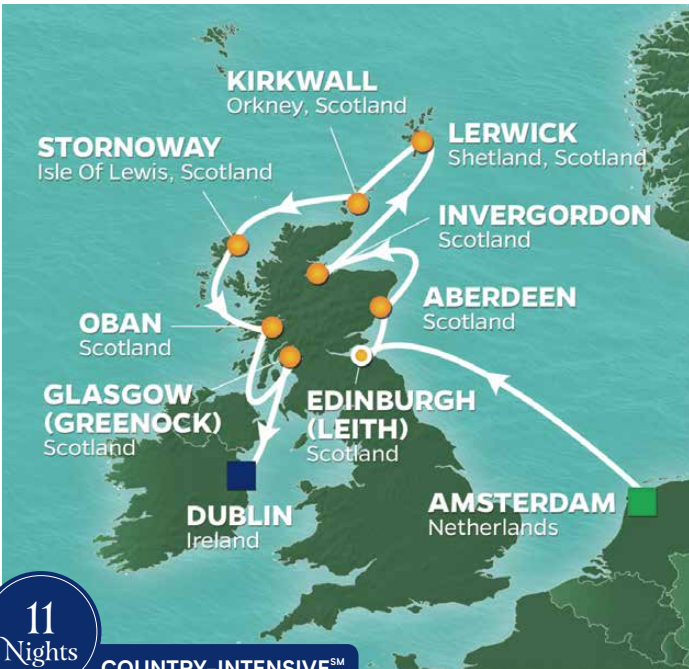 KIRKWALL
Orkney, Scotland
STORNOWAY
Isle Of Lewis, Scotland
LERWICK
Shetland, Scotland
INVERGORDON
Scotland
ABERDEEN
Scotland
OBAN
Scotland
GLASGOW
(GREENOCK)
Scotland
EDINBURGH
(LEITH)
Scotland
DUBLIN
Ireland
AMSTERDAM
Netherlands
11
Nights
COUNTRY-INTENSIVE℠